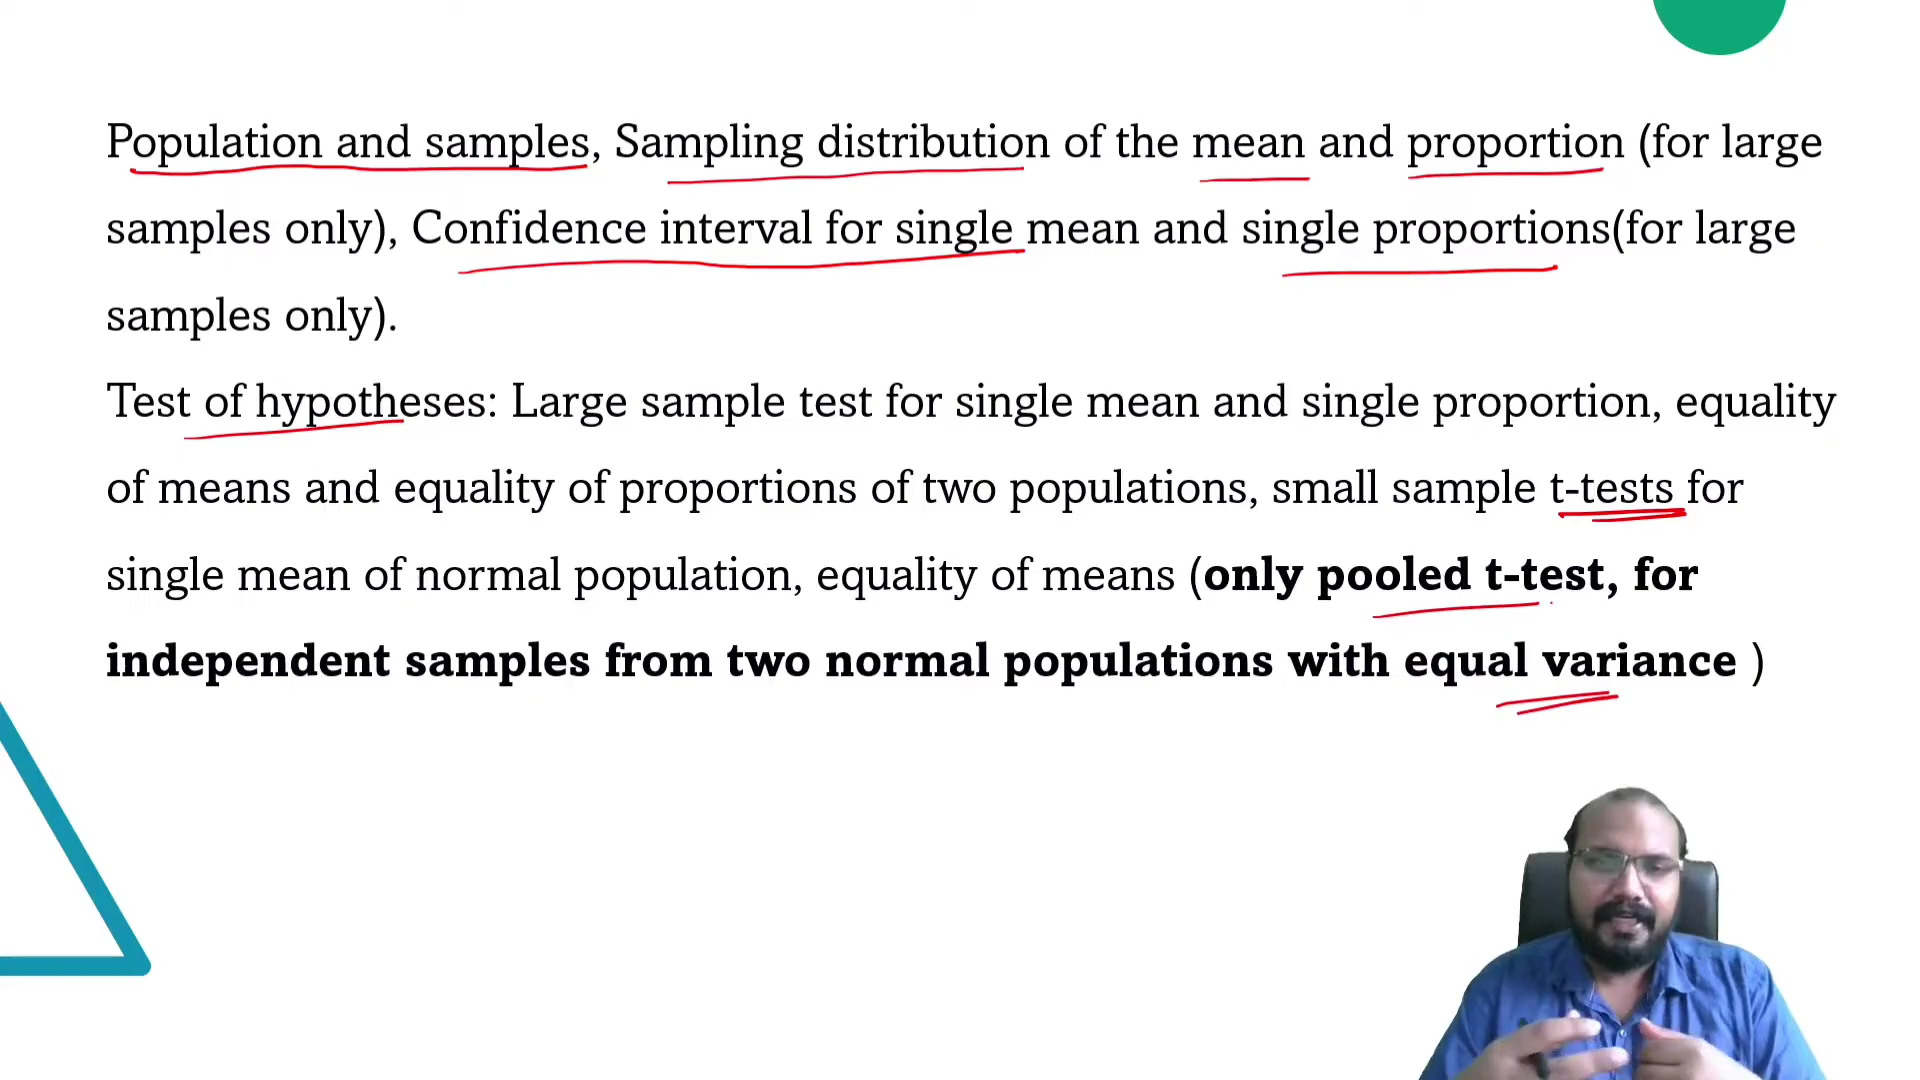 Population and samples, Sampling distribution of the mean and proportion (for large
samples only), Confidence interval for single mean and single proportions(for large
samples only).
Test of hypotheses: Large sample test for single mean and single proportion, equality
of means and equality of proportions of two populations, small sample t-tests for
single mean of normal population, equality of means (only pooled t-test, for
independent samples from two normal populations with equal variance )